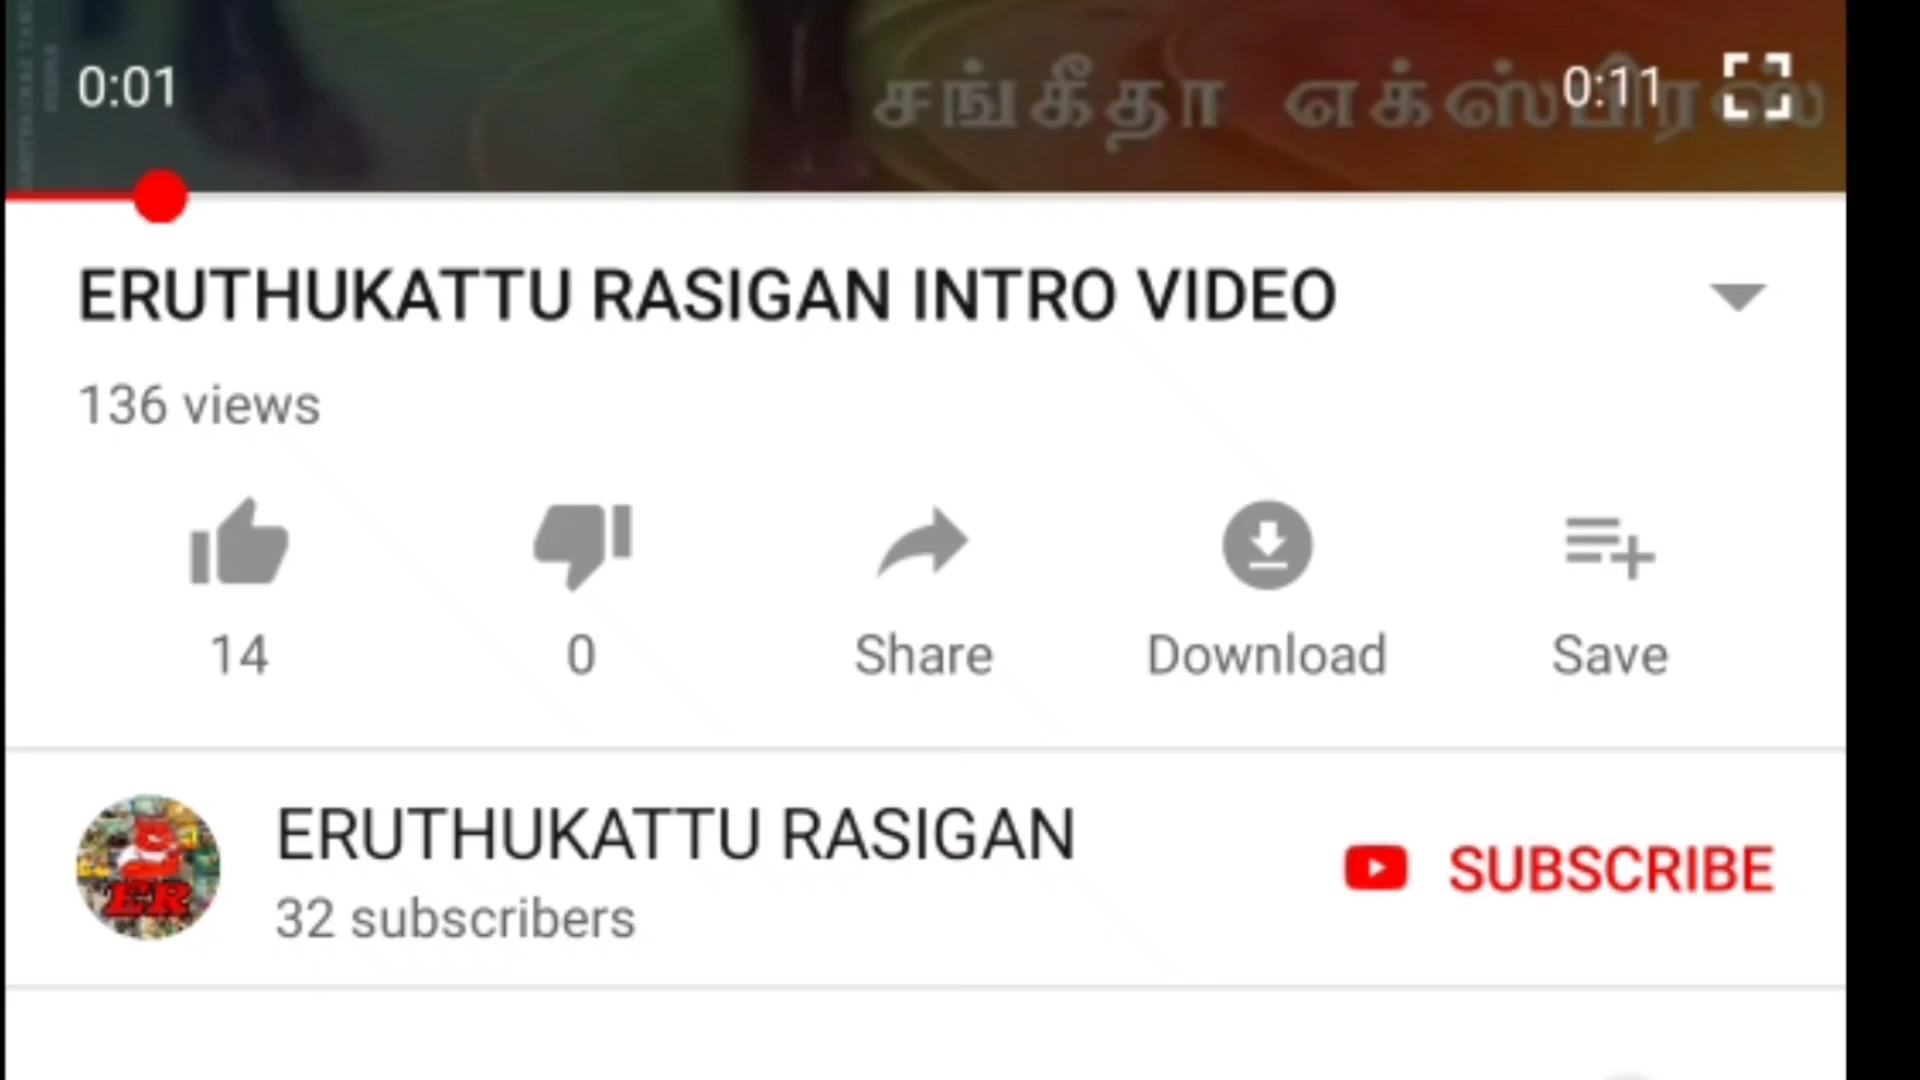 0:01
சங்கீதா எக்ஸ்பிரஸ்
0:11
ERUTHUKATTU RASIGAN INTRO VIDEO
136 views
14
0
Share
Download
Save
ER
ERUTHUKATTU RASIGAN
32 subscribers
SUBSCRIBE